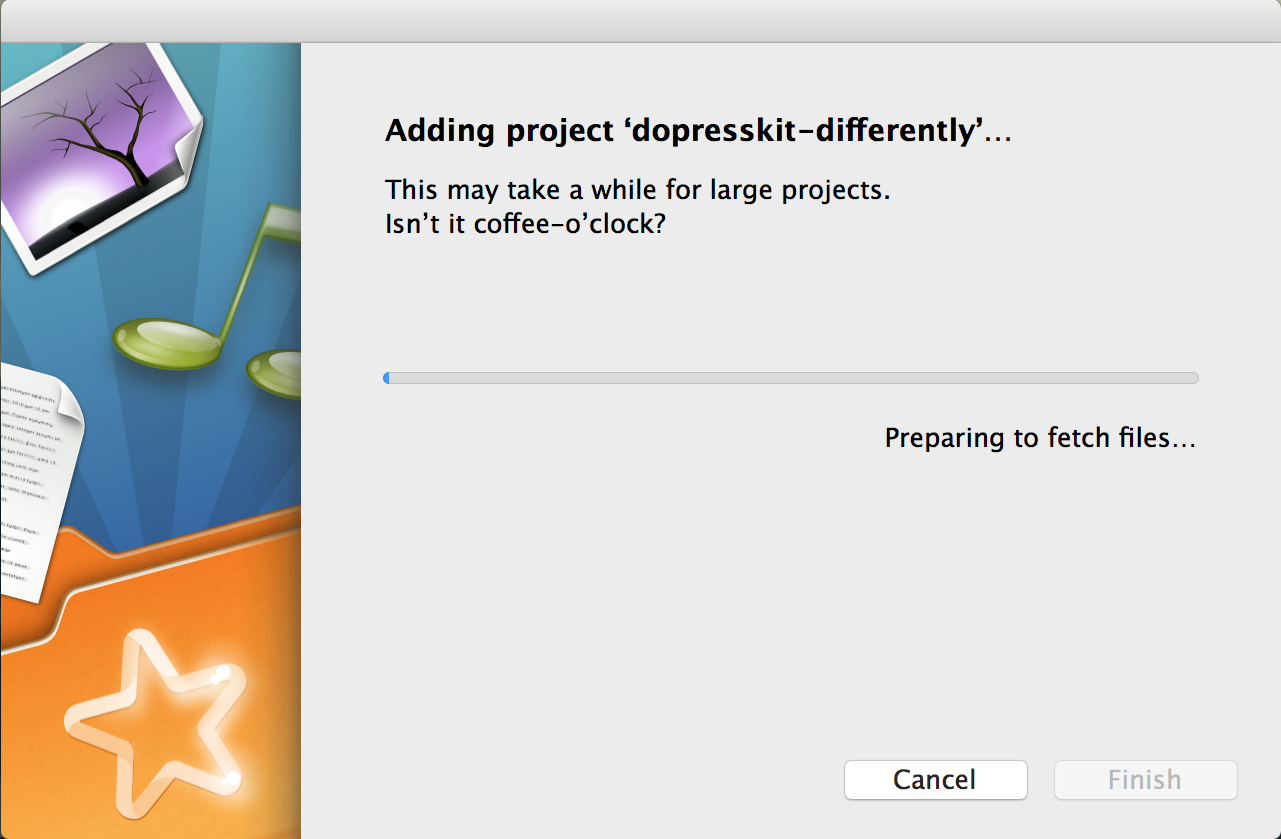 Adding project ‘dopresskit-differently’…
This may take a while for large projects.
Isn’t it coffee-o’clock?
Preparing to fetch files…
Cancel
Finish